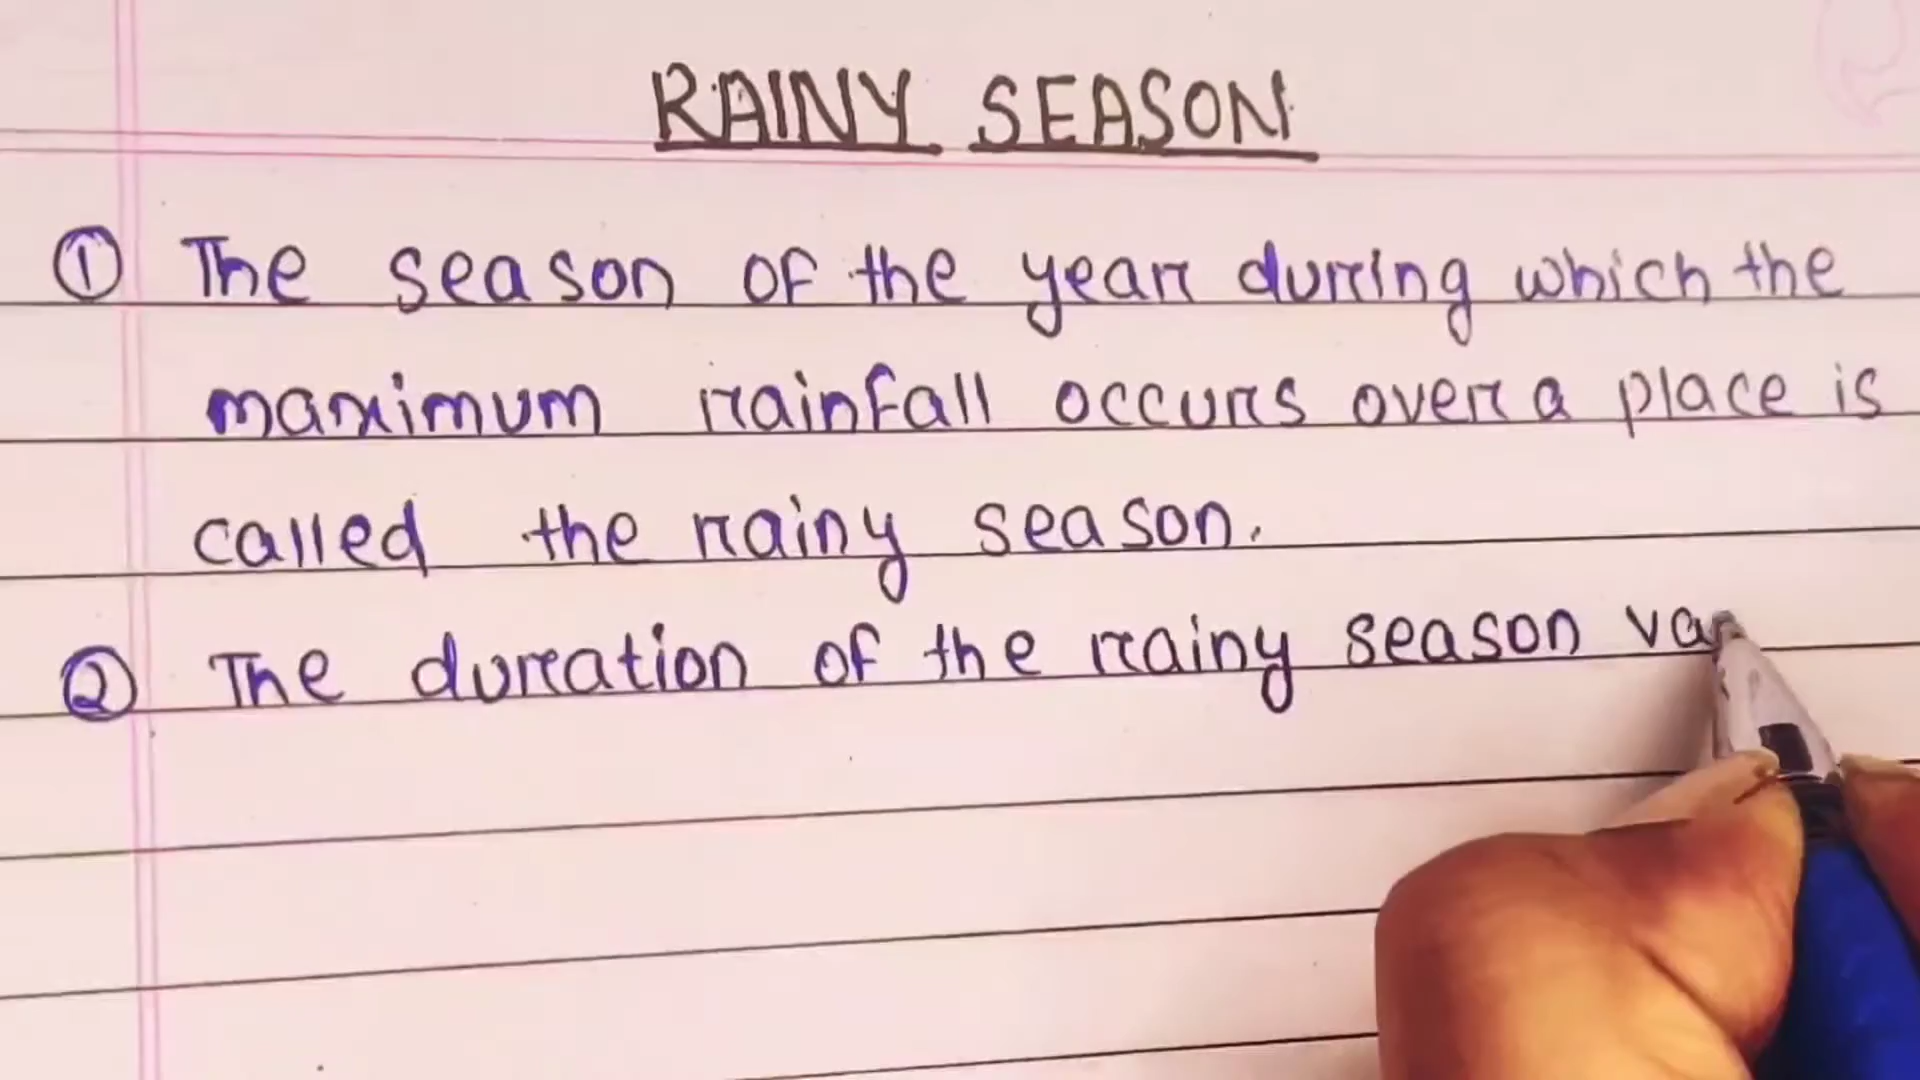 RAINY SEASON
① The season of the year during which the
maximum rainfall occurs over a place is
called the rainy season.
② The duration of the rainy season va